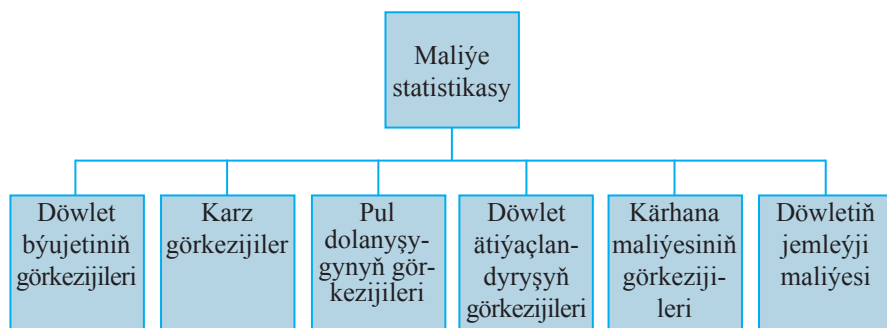 Maliýe
statistikasy
Döwlet
býujetiniň
görkezijileri
Karz
görkezijiler
Pul
dolanyşy-
gynyň gör-
kezijileri
Döwlet
ätiýaçlan-
dyryşyň
görkezijileri
Kärhana
maliýesiniň
görkeziji-
leri
Döwletiň
jemleýji
maliýesi